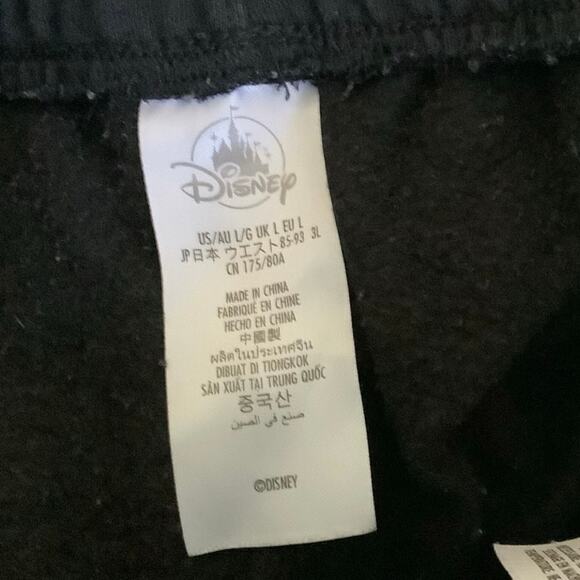 Disney
US/AU L/G UK L EU L
JP日本 ウエスト85-93 3L
CN 175/80A
MADE IN CHINA
FABRIQUÉ EN CHINE
HECHO EN CHINA
中國製
ผลิตในประเทศจีน
DIBUAT DI TIONGKOK
SẢN XUẤT TẠI TRUNG QUỐC
중국산
صنع في الصين
©DISNEY